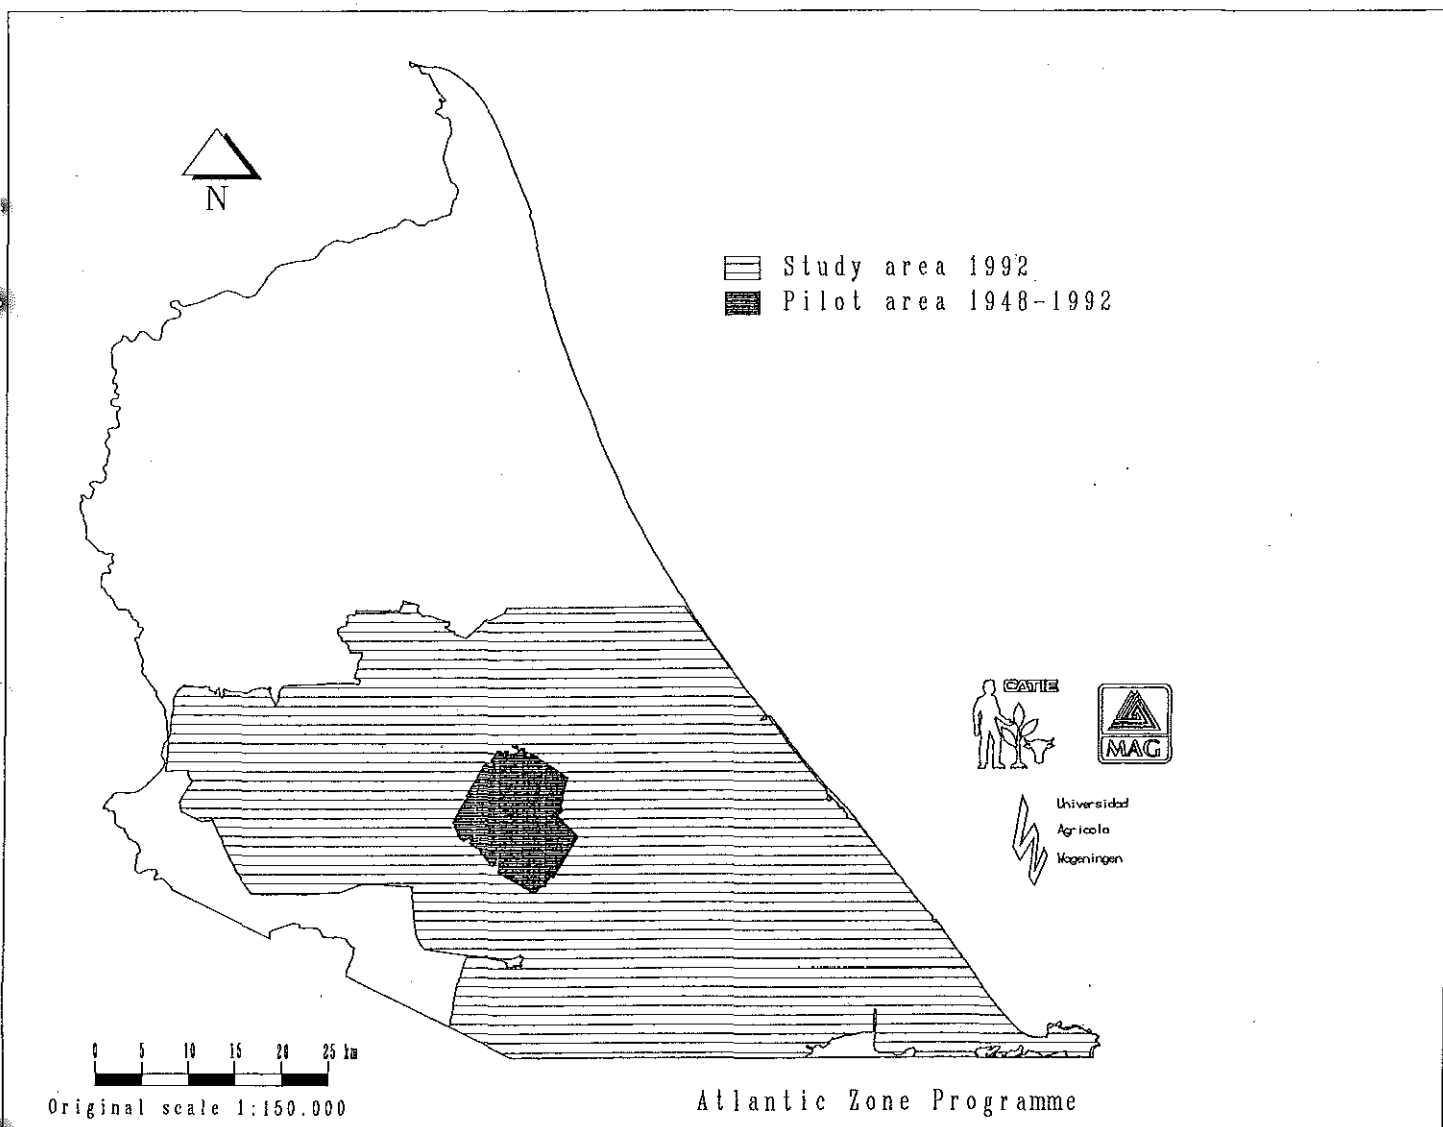 N
Study area 1992
Pilot area 1948-1992
CATIE
MAG
Universidad
Agricola
Wageningen
0 5 10 15 20 25 km
Original scale 1:150.000
Atlantic Zone Programme